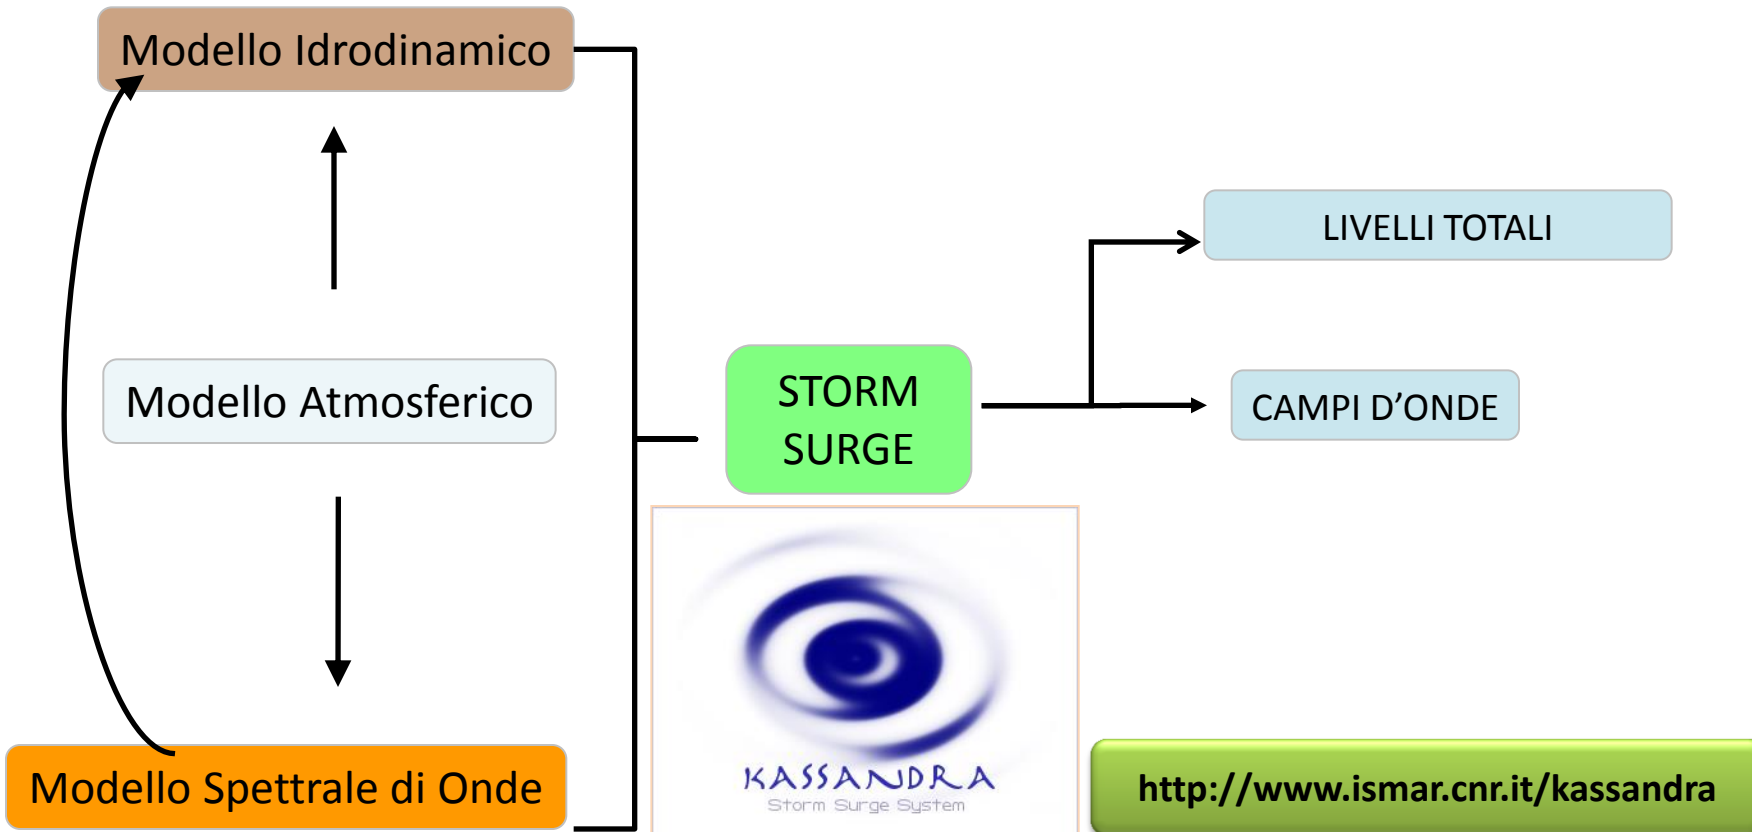 Modello Idrodinamico
LIVELLI TOTALI
Modello Atmosferico
STORM
SURGE
CAMPI D’ONDE
KASSANDRA
Storm Surge System
Modello Spettrale di Onde
http://www.ismar.cnr.it/kassandra